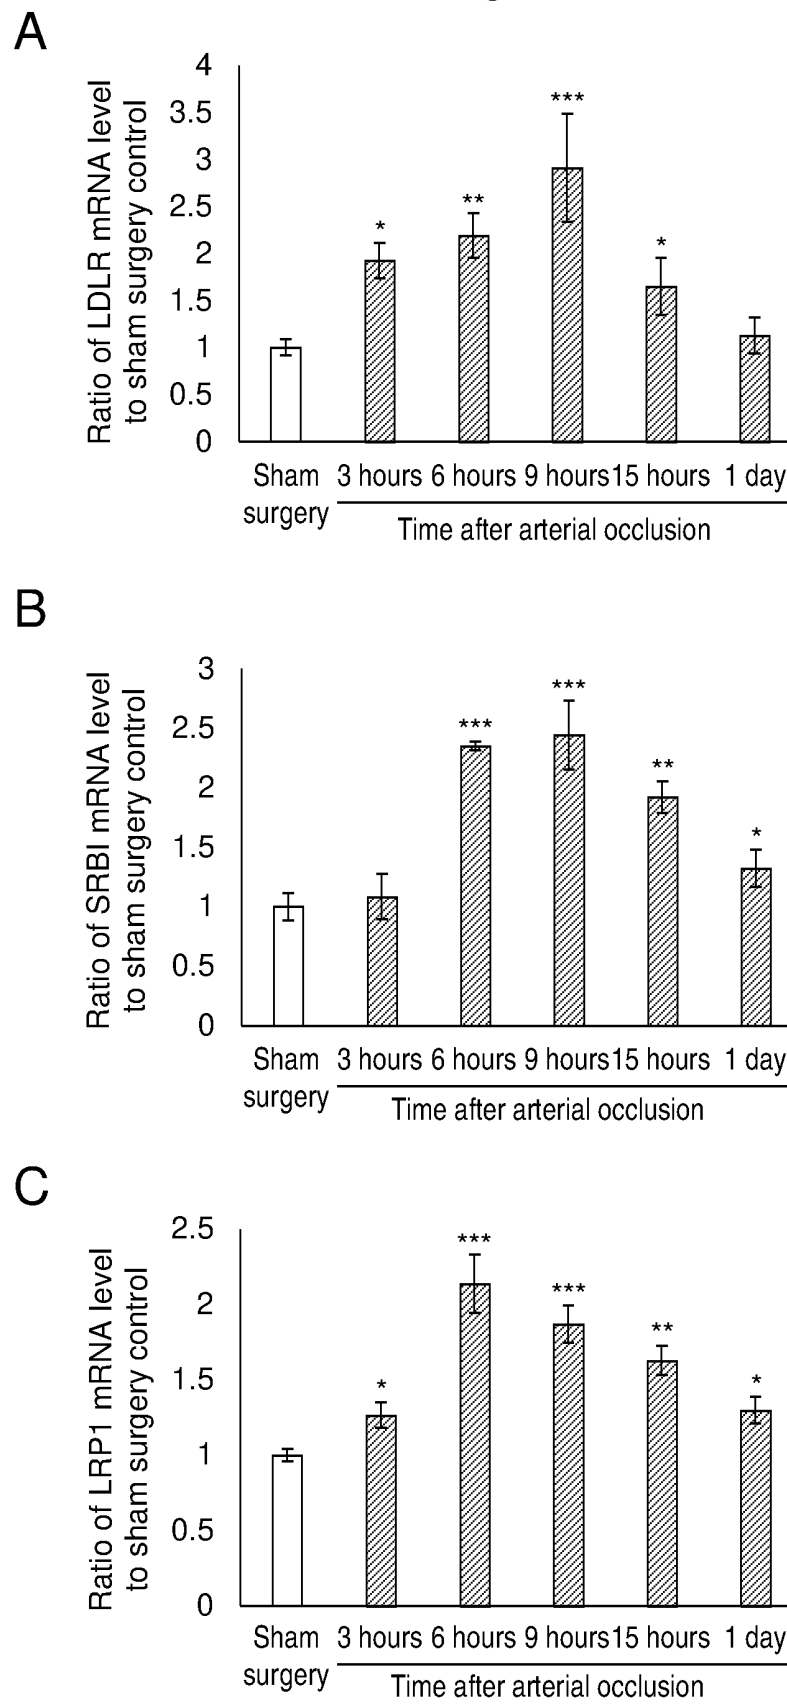 A
Ratio of LDLR mRNA level
to sham surgery control
4
3.5
3
2.5
2
1.5
1
0.5
0
*
**
***
*
Sham surgery
3 hours
6 hours
9 hours
15 hours
1 day
Time after arterial occlusion
B
Ratio of SRBI mRNA level
to sham surgery control
3
2.5
2
1.5
1
0.5
0
***
***
**
*
Sham surgery
3 hours
6 hours
9 hours
15 hours
1 day
Time after arterial occlusion
C
Ratio of LRP1 mRNA level
to sham surgery control
2.5
2
1.5
1
0.5
0
*
***
***
**
*
Sham surgery
3 hours
6 hours
9 hours
15 hours
1 day
Time after arterial occlusion